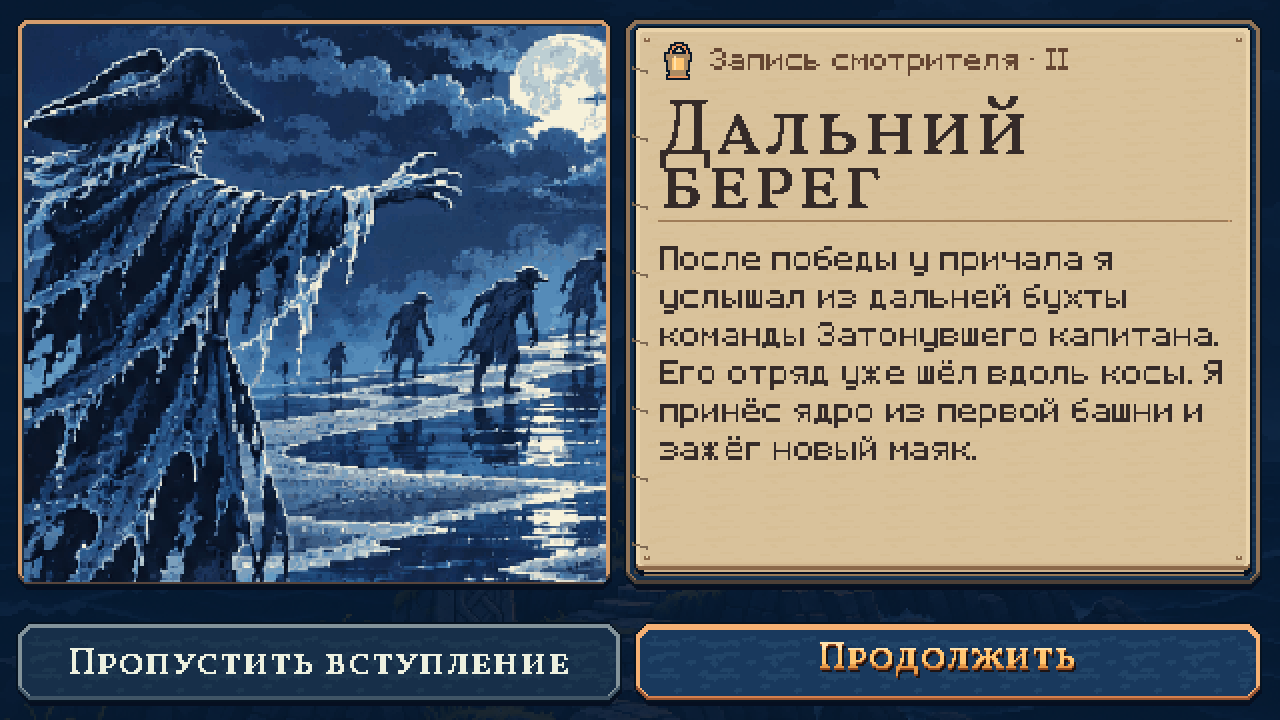 Запись смотрителя · II
Дальний
берег
После победы у причала я
услышал из дальней бухты
команды Затонувшего капитана.
Его отряд уже шёл вдоль косы. Я
принёс ядро из первой башни и
зажёг новый маяк.
Пропустить вступление
Продолжить